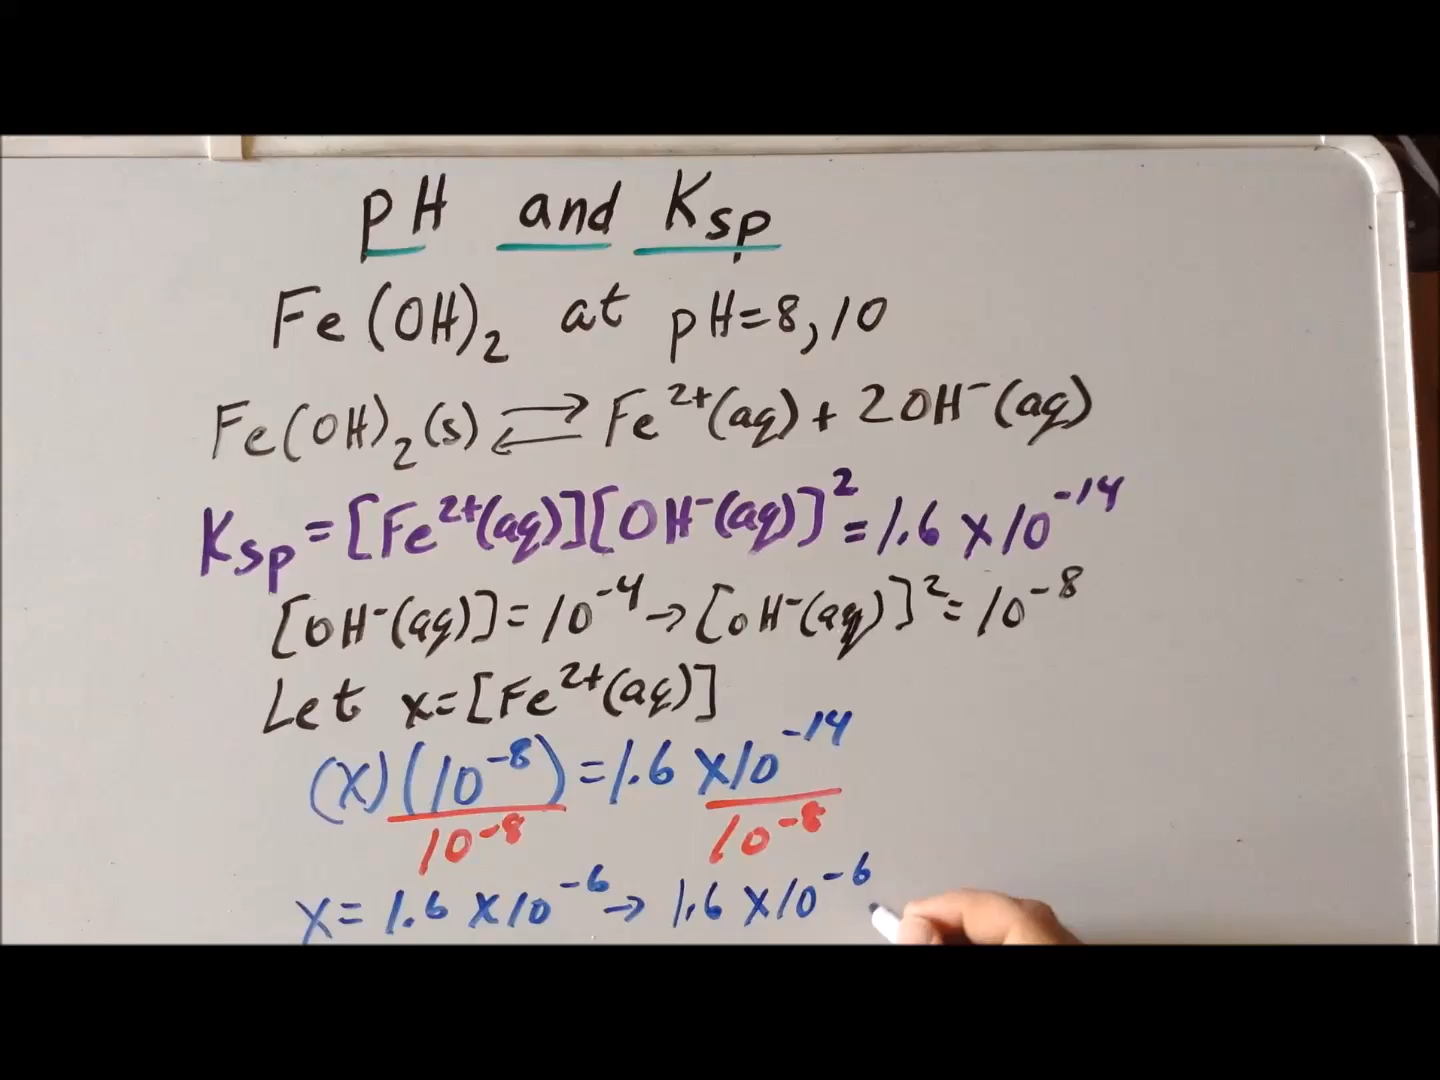 pH and Ksp
Fe(OH)₂ at pH=8,10
Fe(OH)₂(s) ⇌ Fe²⁺(aq) + 2OH⁻(aq)
Ksp = [Fe²⁺(aq)][OH⁻(aq)]² = 1.6 x 10⁻¹⁴
[OH⁻(aq)] = 10⁻⁴ → [OH⁻(aq)]² = 10⁻⁸
Let x = [Fe²⁺(aq)]
(x)(10⁻⁸) = 1.6 x 10⁻¹⁴
10⁻⁸ 10⁻⁸
x = 1.6 x 10⁻⁶ → 1.6 x 10⁻⁶